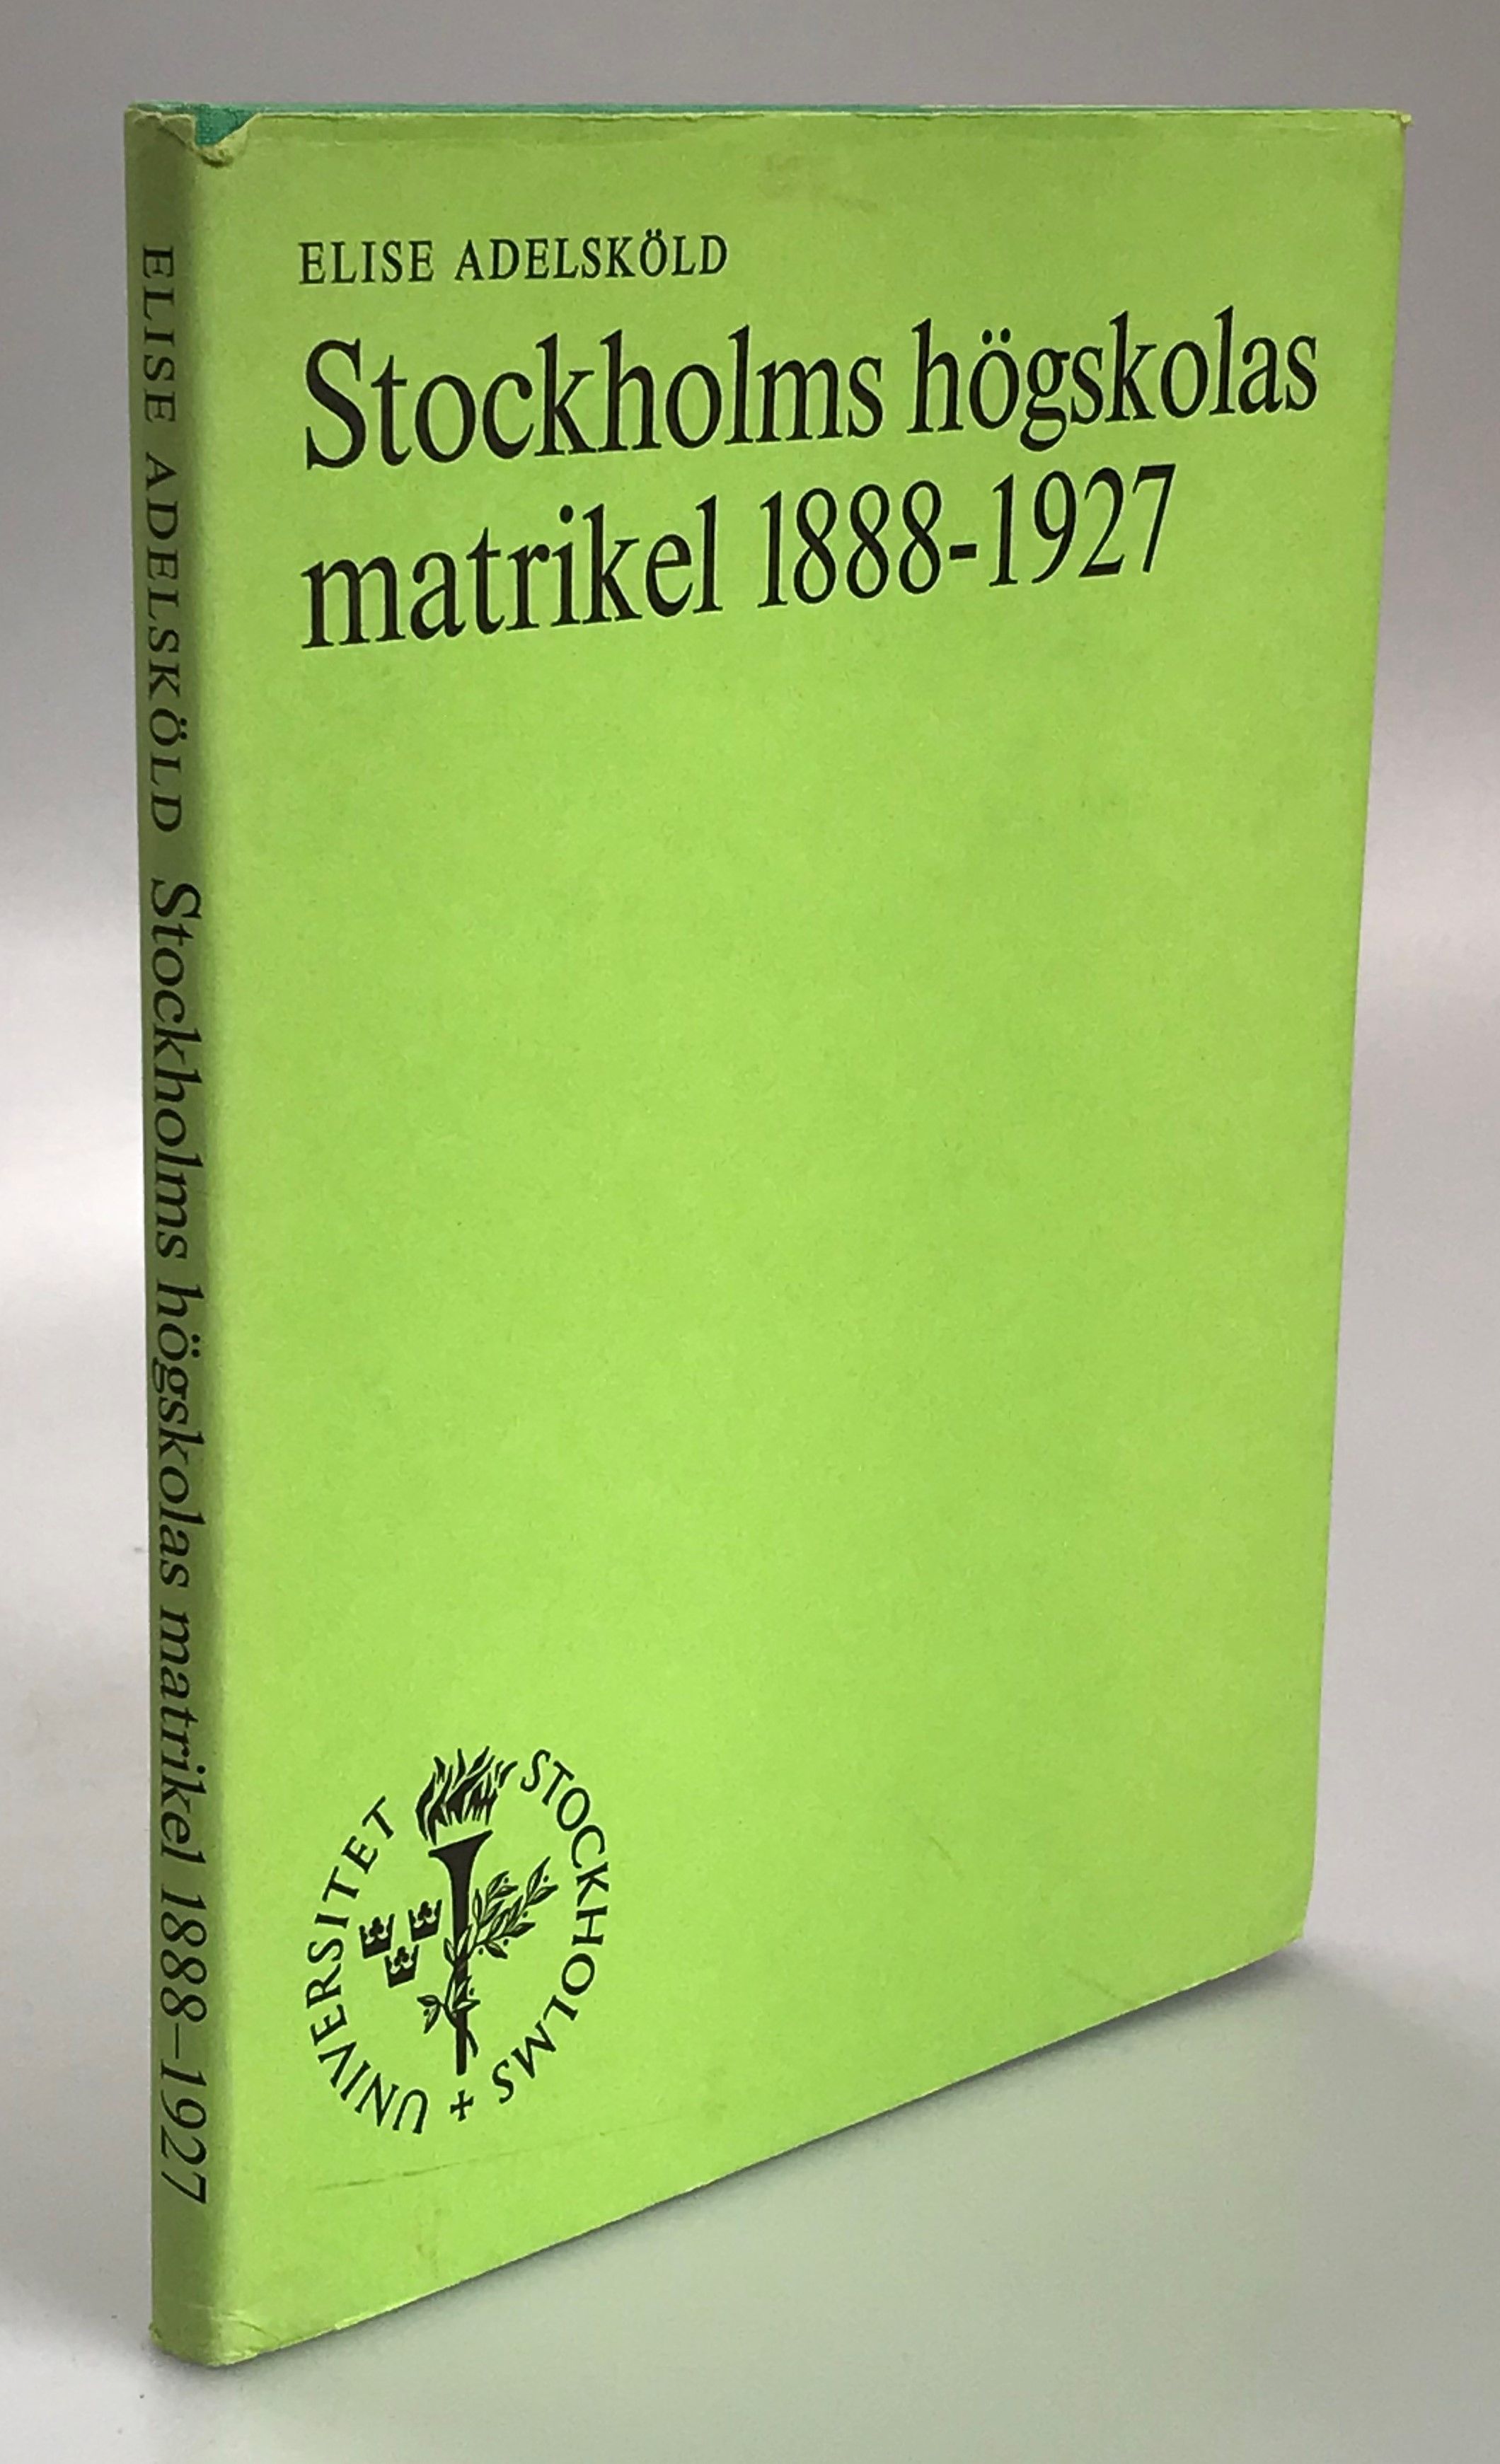 ELISE ADELSKÖLD
Stockholms högskolas
matrikel 1888-1927
STOCKHOLMS
UNIVERSITET
ELISE ADELSKÖLD Stockholms högskolas matrikel 1888–1927